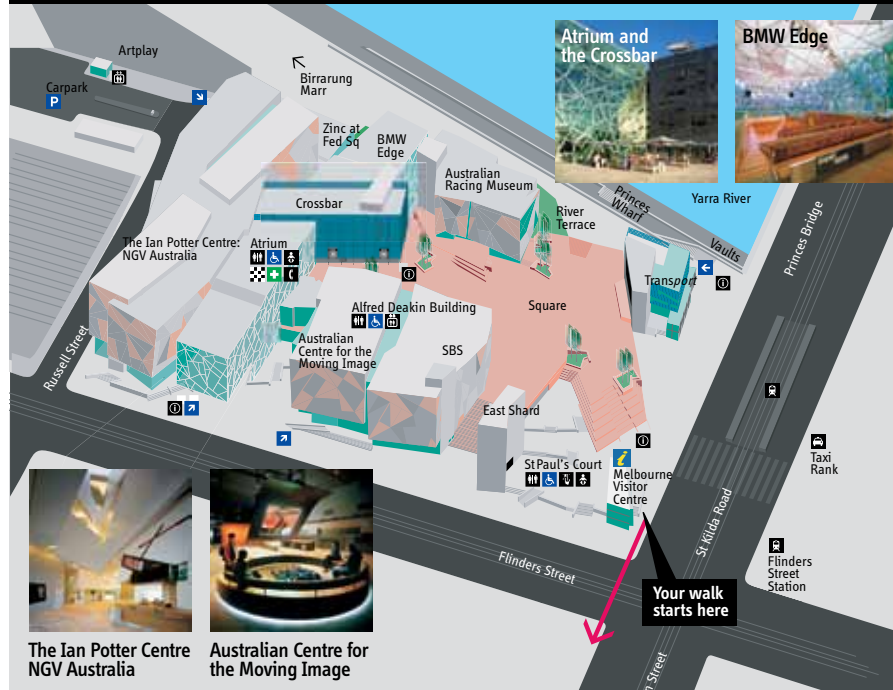 Atrium and
the Crossbar
BMW Edge
Artplay
Carpark
P
Birrarung
Marr
Zinc at
Fed Sq
BMW
Edge
Australian
Racing Museum
Princes
Wharf
Yarra River
Crossbar
River
Terrace
Vaults
Princes Bridge
The Ian Potter Centre:
NGV Australia
Atrium
Transport
Square
Alfred Deakin Building
Australian
Centre for the
Moving Image
SBS
Russell Street
East Shard
St Paul's Court
i
Melbourne
Visitor
Centre
Taxi
Rank
St Kilda Road
Flinders Street
Flinders
Street
Station
Your walk
starts here
Street
The Ian Potter Centre
NGV Australia
Australian Centre for
the Moving Image